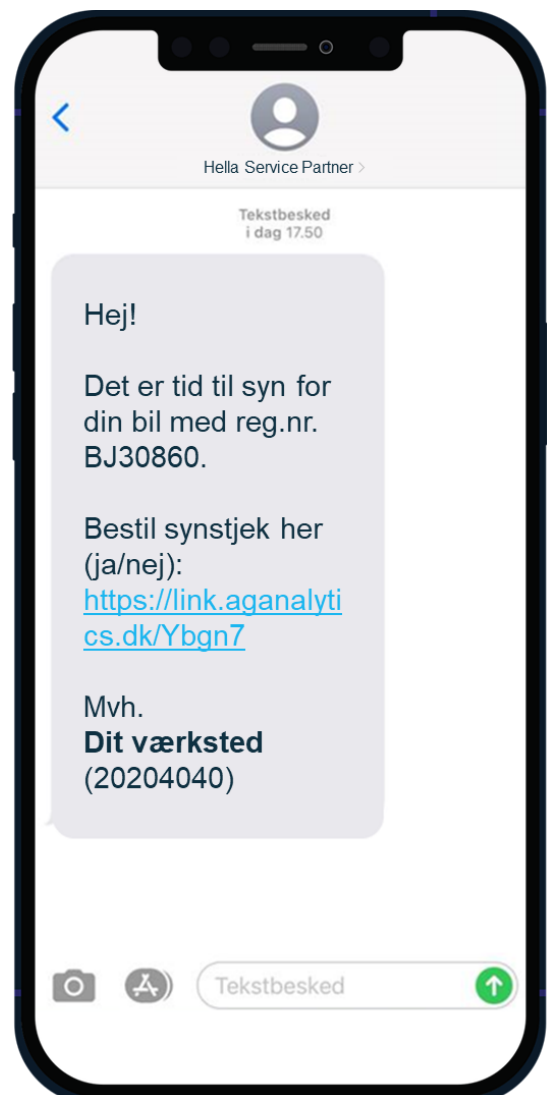 Hella Service Partner
Tekstbesked
i dag 17.50
Hej!
Det er tid til syn for
din bil med reg.nr.
BJ30860.
Bestil synstjek her
(ja/nej):
https://link.aganalyti
cs.dk/Ybgn7
Mvh.
Dit værksted
(20204040)
Tekstbesked